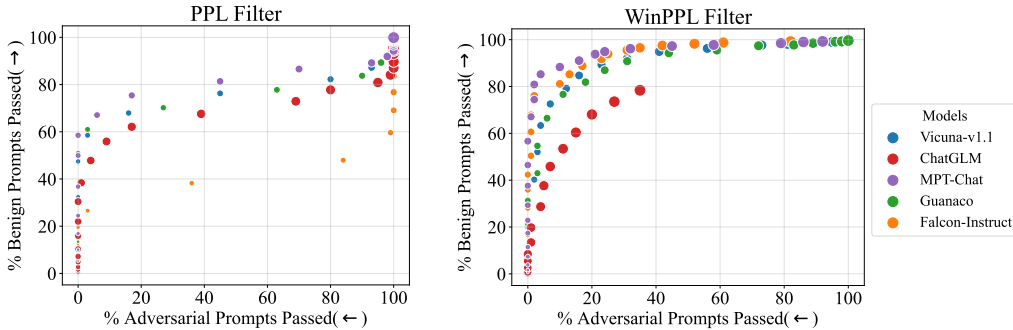 PPL Filter
% Benign Prompts Passed(→)
100
80
60
40
20
0
0 20 40 60 80 100
% Adversarial Prompts Passed(←)
WinPPL Filter
% Benign Prompts Passed(→)
100
80
60
40
20
0
0 20 40 60 80 100
% Adversarial Prompts Passed(←)
Models
Vicuna-v1.1
ChatGLM
MPT-Chat
Guanaco
Falcon-Instruct